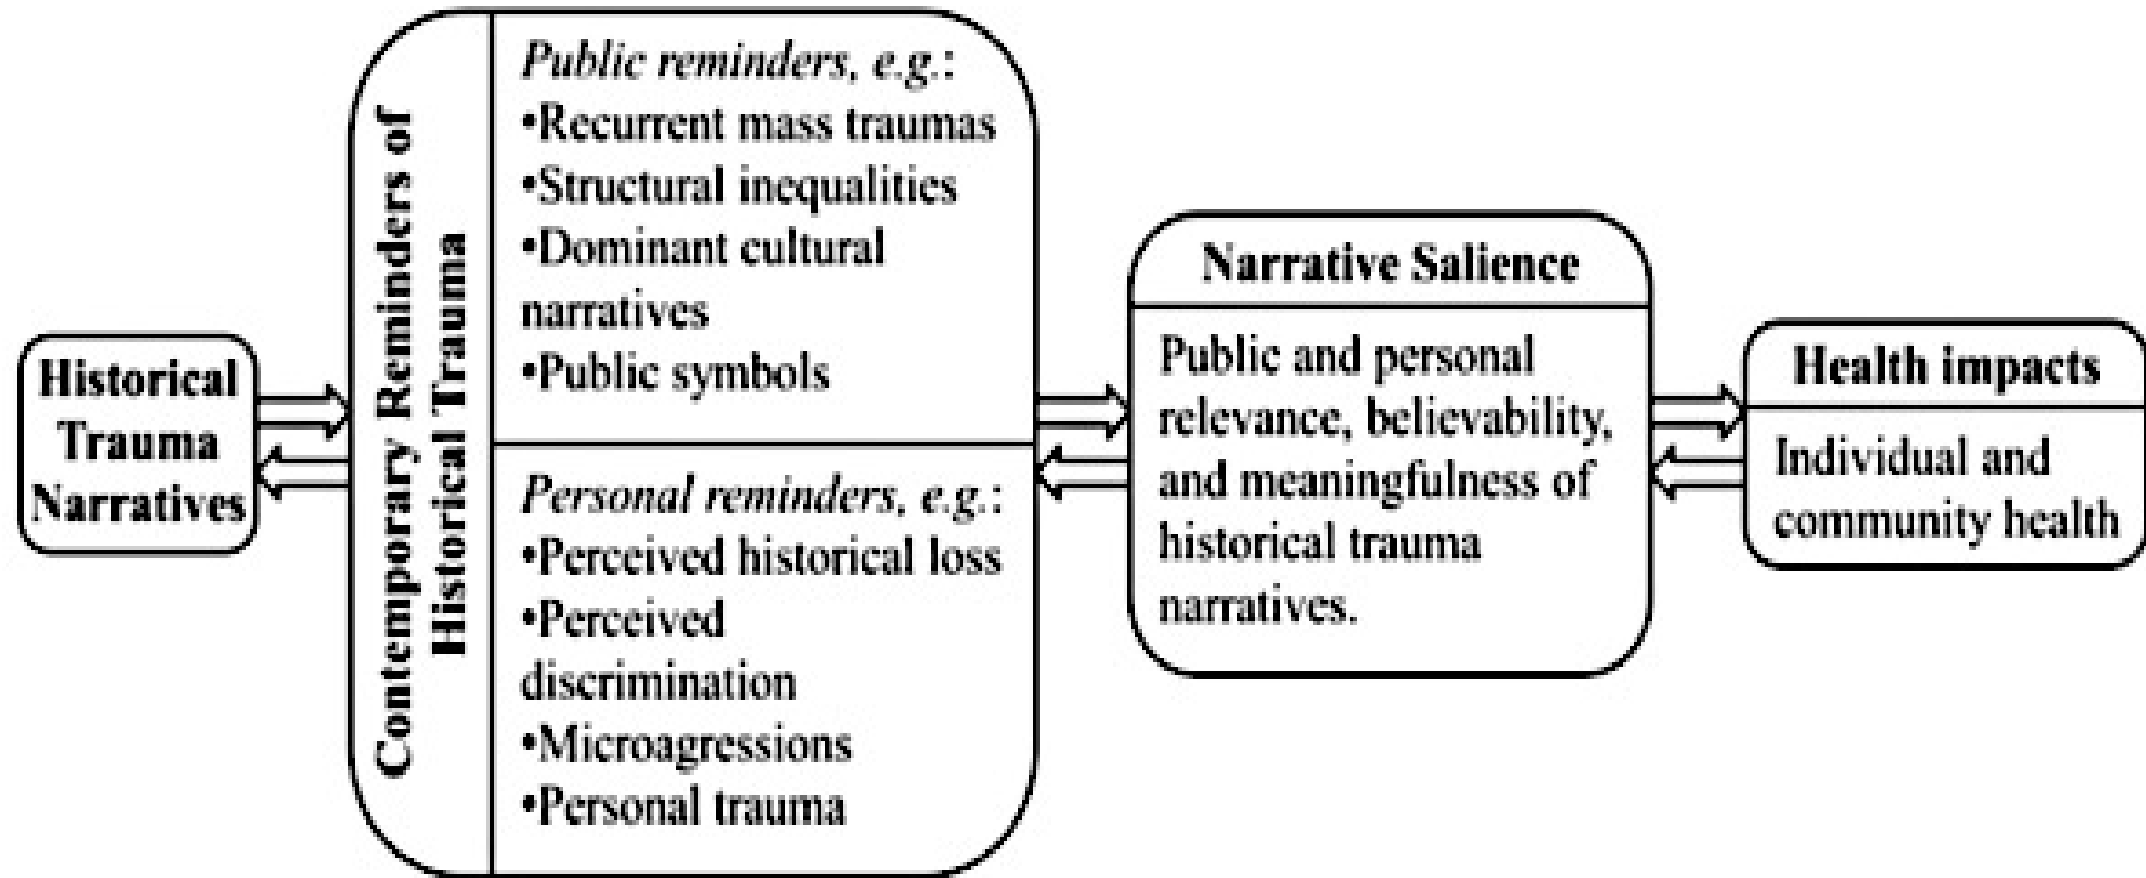 Historical
Trauma
Narratives
Contemporary Reminders of
Historical Trauma
Public reminders, e.g.:
•Recurrent mass traumas
•Structural inequalities
•Dominant cultural
narratives
•Public symbols
Personal reminders, e.g.:
•Perceived historical loss
•Perceived
discrimination
•Microagressions
•Personal trauma
Narrative Salience
Public and personal
relevance, believability,
and meaningfulness of
historical trauma
narratives.
Health impacts
Individual and
community health